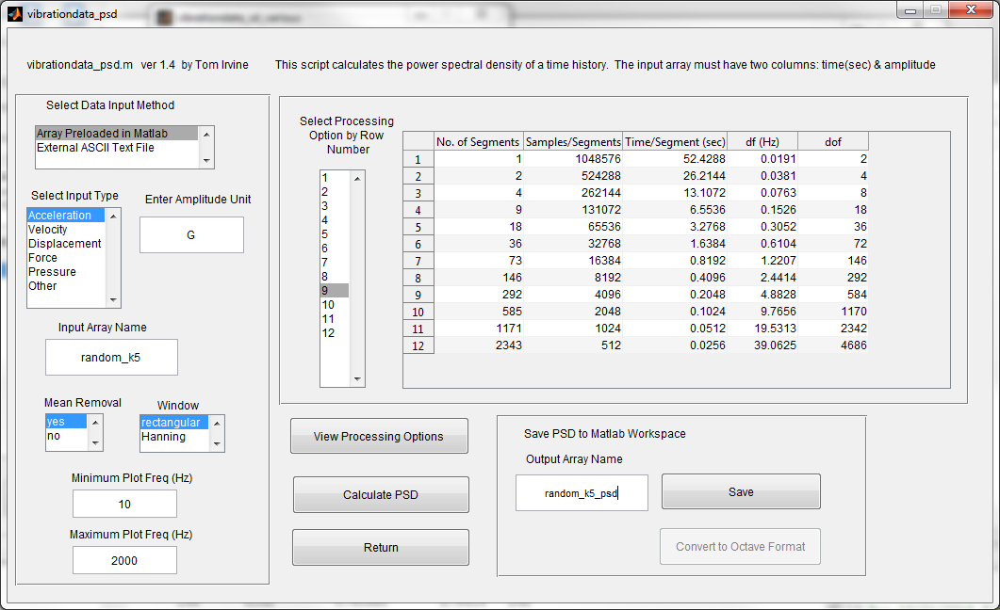 vibrationdata_psd
vibrationdata_psd.m ver 1.4 by Tom Irvine
This script calculates the power spectral density of a time history. The input array must have two columns: time(sec) & amplitude
Select Data Input Method
Array Preloaded in Matlab
External ASCII Text File
Select Input Type
Acceleration
Velocity
Displacement
Force
Pressure
Other
Enter Amplitude Unit
G
Input Array Name
random_k5
Mean Removal
yes
no
Window
rectangular
Hanning
Minimum Plot Freq (Hz)
10
Maximum Plot Freq (Hz)
2000
Select Processing
Option by Row
Number
1
2
3
4
5
6
7
8
9
10
11
12
No. of Segments Samples/Segments Time/Segment (sec) df (Hz) dof
1 1 1048576 52.4288 0.0191 2
2 2 524288 26.2144 0.0381 4
3 4 262144 13.1072 0.0763 8
4 9 131072 6.5536 0.1526 18
5 18 65536 3.2768 0.3052 36
6 36 32768 1.6384 0.6104 72
7 73 16384 0.8192 1.2207 146
8 146 8192 0.4096 2.4414 292
9 292 4096 0.2048 4.8828 584
10 585 2048 0.1024 9.7656 1170
11 1171 1024 0.0512 19.5313 2342
12 2343 512 0.0256 39.0625 4686
View Processing Options
Calculate PSD
Return
Save PSD to Matlab Workspace
Output Array Name
random_k5_psd
Save
Convert to Octave Format